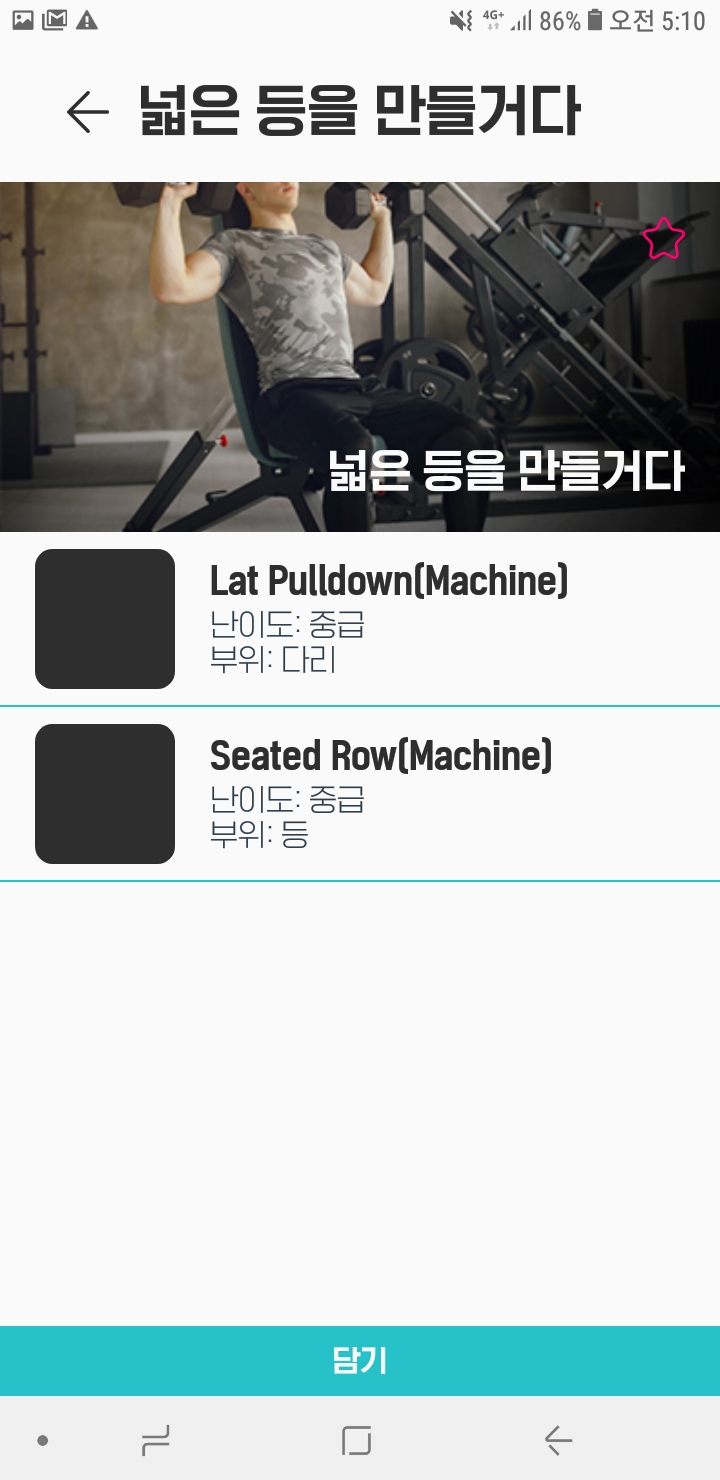 4G+ 86% 오전 5:10
넓은 등을 만들거다
넓은 등을 만들거다
Lat Pulldown(Machine)
난이도: 중급
부위: 다리
Seated Row(Machine)
난이도: 중급
부위: 등
담기